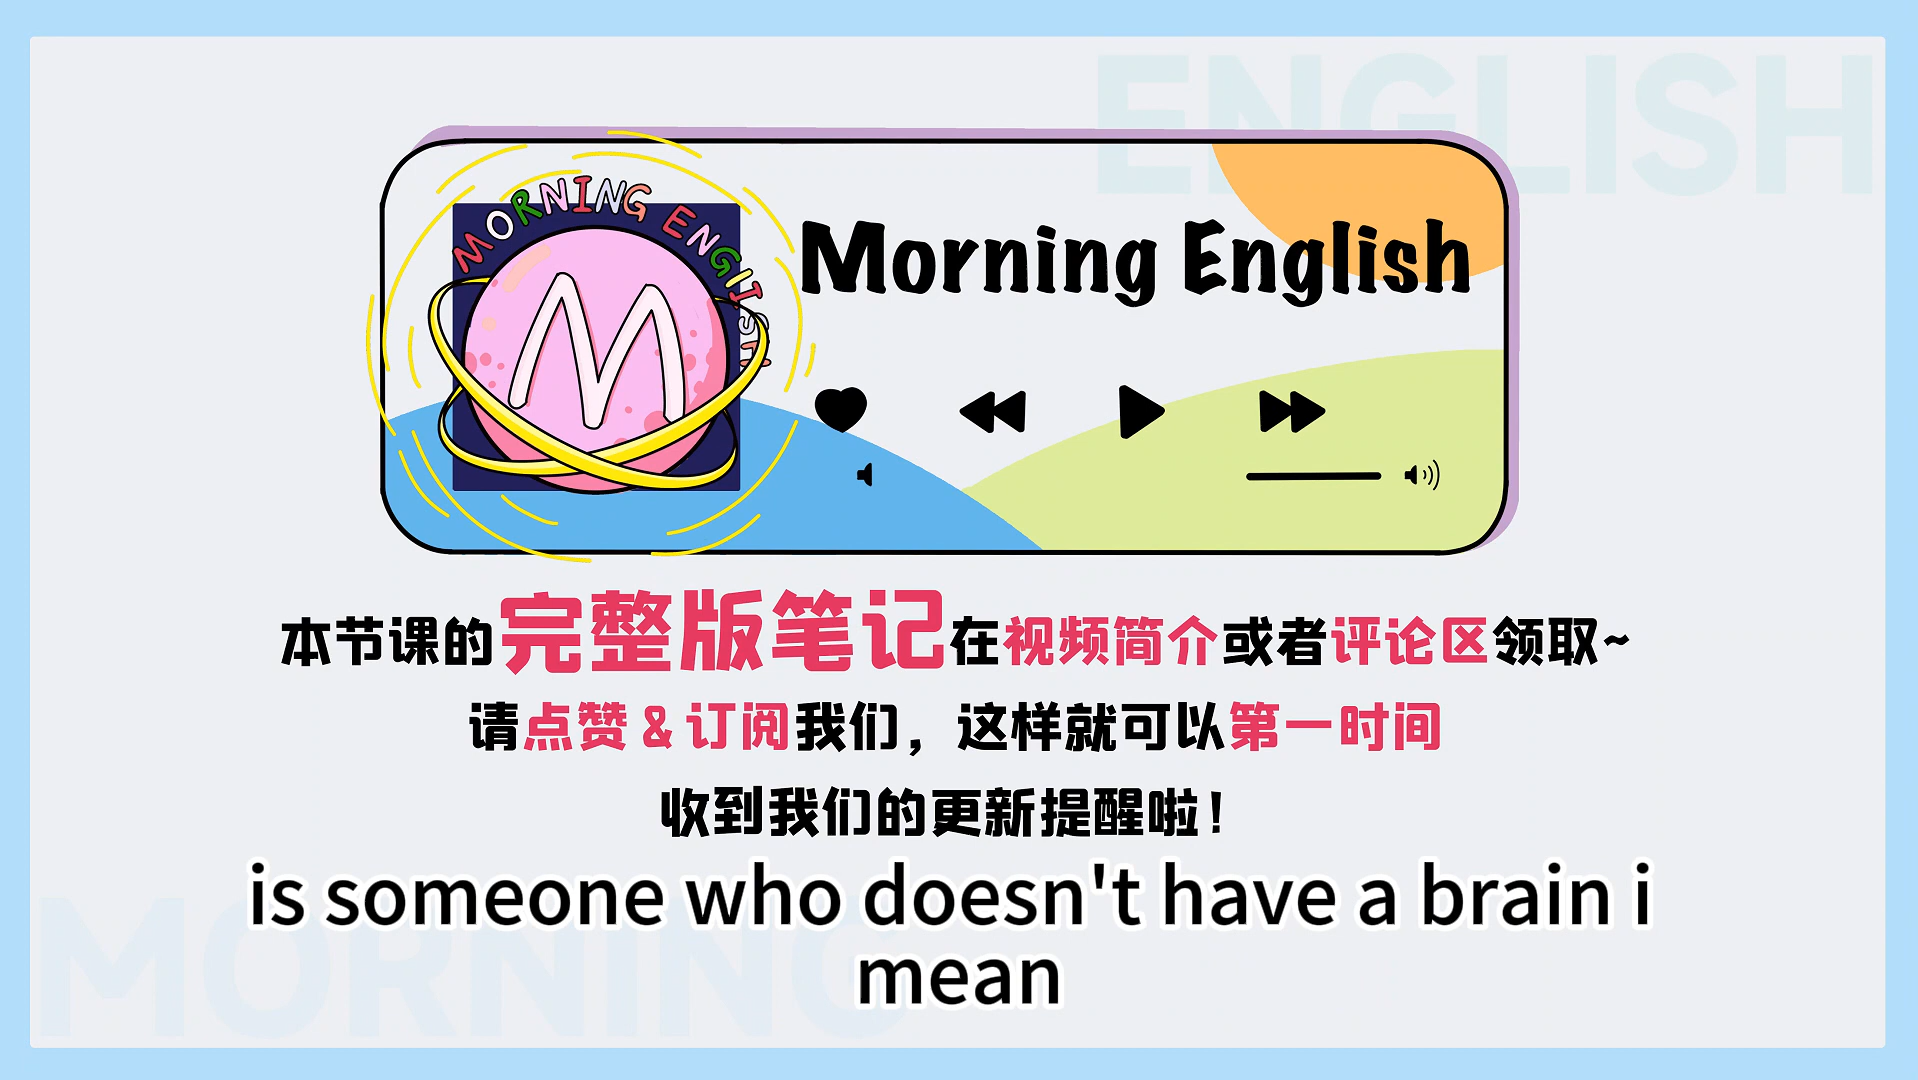 ENGLISH
MORNING ENGLISH
M
Morning English
本节课的完整版笔记在视频简介或者评论区领取~
请点赞&订阅我们，这样就可以第一时间
收到我们的更新提醒啦！
is someone who doesn't have a brain i
mean
MORNING